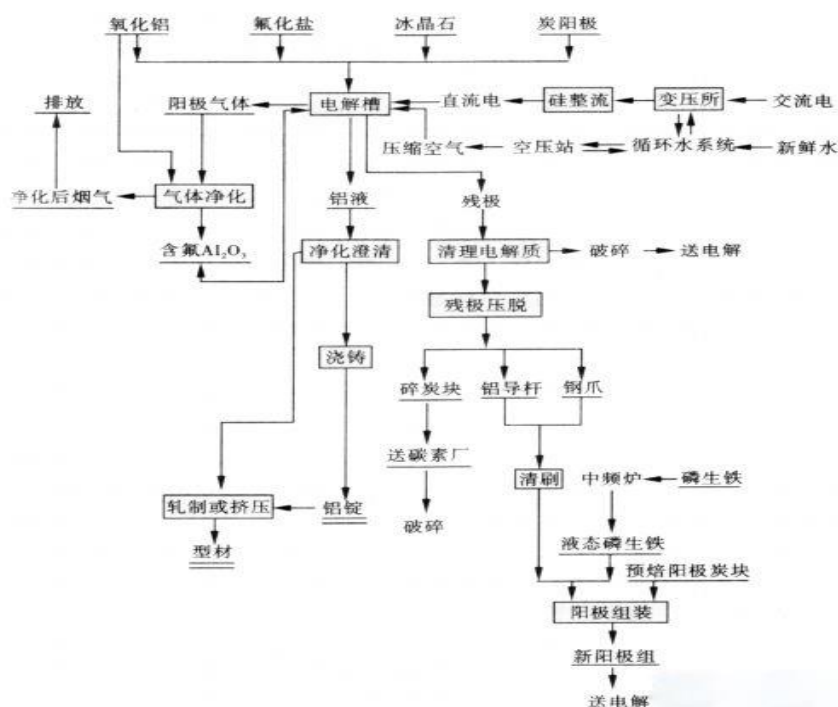 氧化铝 氟化盐 冰晶石 炭阳极
排放 阳极气体 电解槽 直流电 硅整流 变压所 交流电
压缩空气 空压站 循环水系统 新鲜水
净化后烟气 气体净化 铝液 残极
含氟Al₂O₃ 净化澄清 清理电解质 破碎 送电解
残极压脱
浇铸
碎炭块 铝导杆 钢爪
送碳素厂
清刷 中频炉 磷生铁
轧制或挤压 铝锭 破碎
型材 液态磷生铁
预焙阳极炭块
阳极组装
新阳极组
送电解